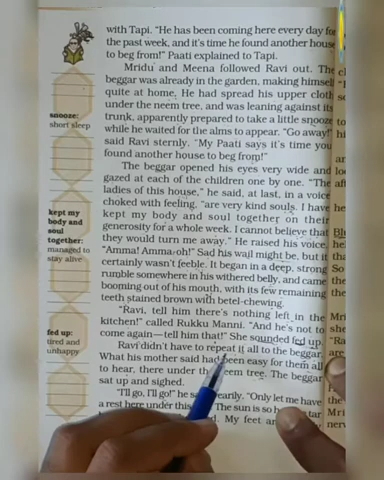 with Tapi. "He has been coming here every day for
the past week, and it's time he found another house
to beg from!" Paati explained to Tapi.
Mridu and Meena followed Ravi out. The
beggar was already in the garden, making himself
quite at home. He had spread his upper cloth
under the neem tree, and was leaning against its
trunk, apparently prepared to take a little snooze
while he waited for the alms to appear. "Go away!"
said Ravi sternly. "My Paati says it's time you
found another house to beg from!"
The beggar opened his eyes very wide and
gazed at each of the children one by one. "The
ladies of this house," he said, at last, in a voice
choked with feeling, "are very kind souls. I have
kept my body and soul together on their
generosity for a whole week. I cannot believe that
they would turn me away." He raised his voice,
"Amma! Amma-oh!" Sad his wail might be, but it
certainly wasn't feeble. It began in a deep, strong
rumble somewhere in his withered belly, and came
booming out of his mouth, with its few remaining
teeth stained brown with betel-chewing.
"Ravi, tell him there's nothing left in the
kitchen!" called Rukku Manni. "And he's not to
come again—tell him that!" She sounded fed up.
Ravi didn't have to repeat it all to the beggar.
What his mother said had been easy for them all
to hear, there under the neem tree. The beggar
sat up and sighed.
"I'll go, I'll go!" he said wearily. "Only let me have
a rest here under this The sun is so tar
My feet
snooze:
short sleep
kept my
body and
soul
together:
managed to
stay alive
fed up:
tired and
unhappy